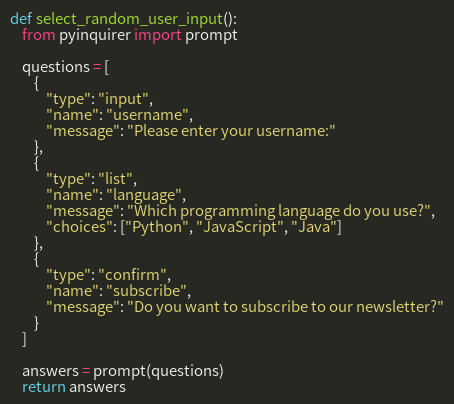 def select_random_user_input():
    from pyinquirer import prompt

    questions = [
        {
            "type": "input",
            "name": "username",
            "message": "Please enter your username:"
        },
        {
            "type": "list",
            "name": "language",
            "message": "Which programming language do you use?",
            "choices": ["Python", "JavaScript", "Java"]
        },
        {
            "type": "confirm",
            "name": "subscribe",
            "message": "Do you want to subscribe to our newsletter?"
        }
    ]

    answers = prompt(questions)
    return answers